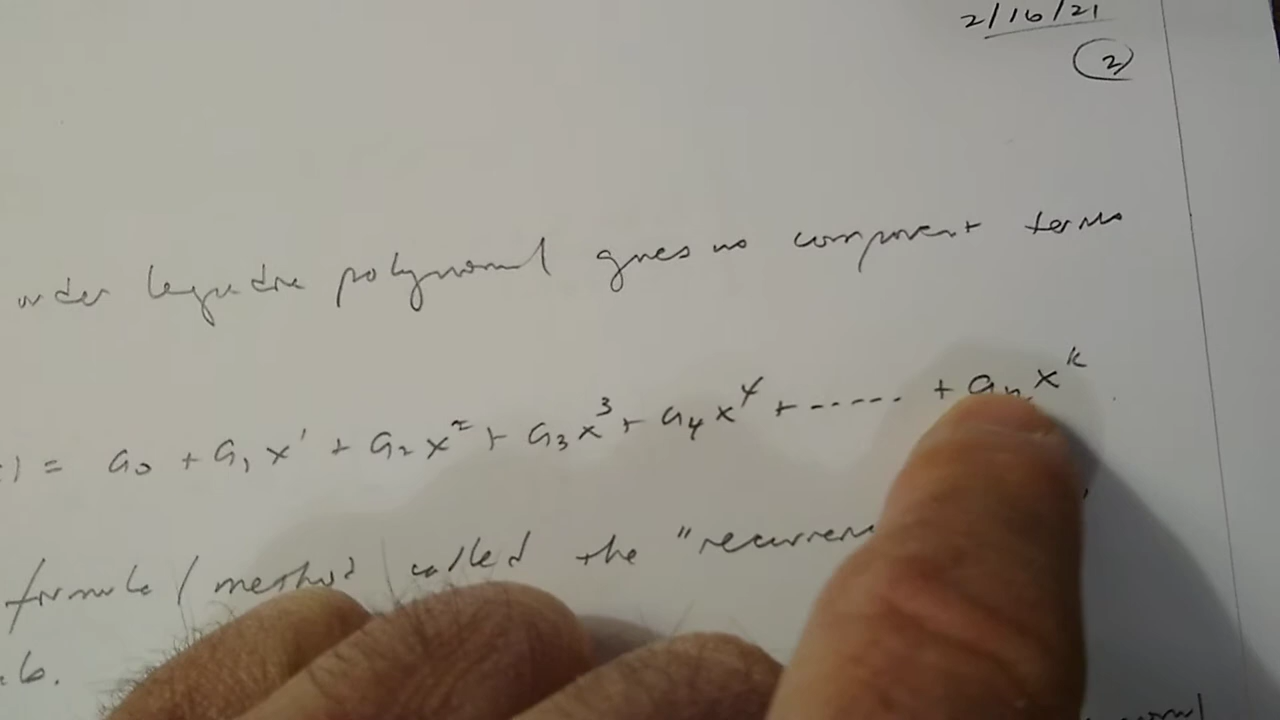 2/16/21
2
order legendre polynomial gives no component terms
) = a₀ + a₁x¹ + a₂x² + a₃x³ + a₄x⁴ + ------ + aₙxᵏ
formula / method called the "recurren
.6.